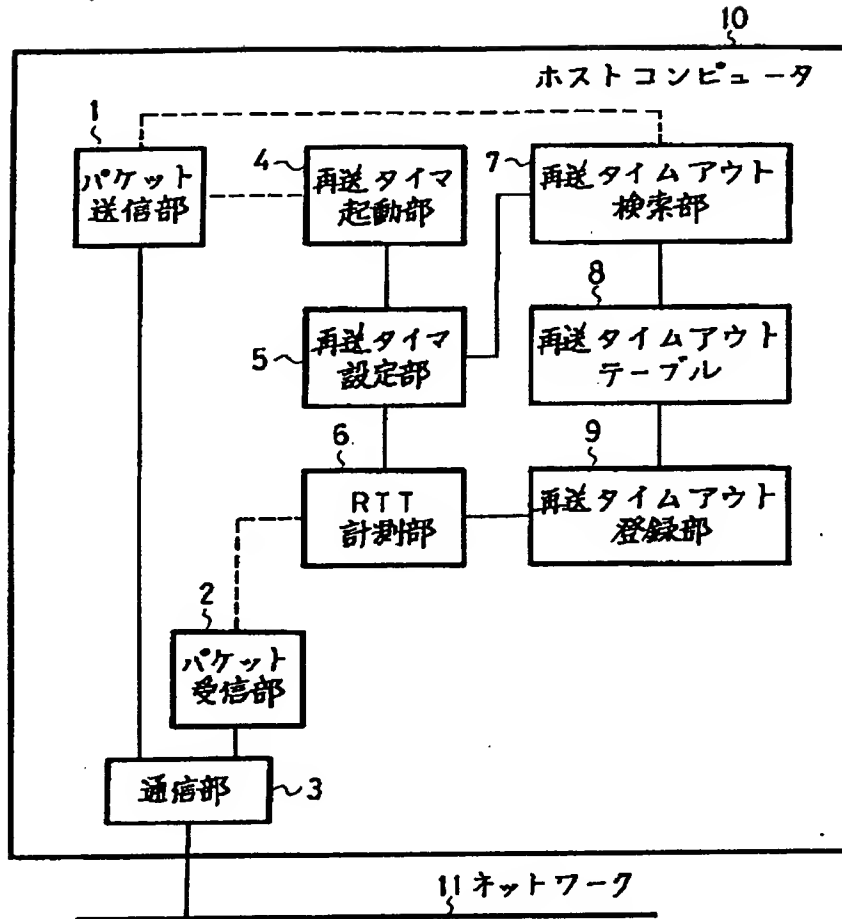 10
ホストコンピュータ
1
パケット
送信部
4
再送タイマ
起動部
7
再送タイムアウト
検索部
5
再送タイマ
設定部
8
再送タイムアウト
テーブル
6
RTT
計測部
9
再送タイムアウト
登録部
2
パケット
受信部
通信部
3
11 ネットワーク